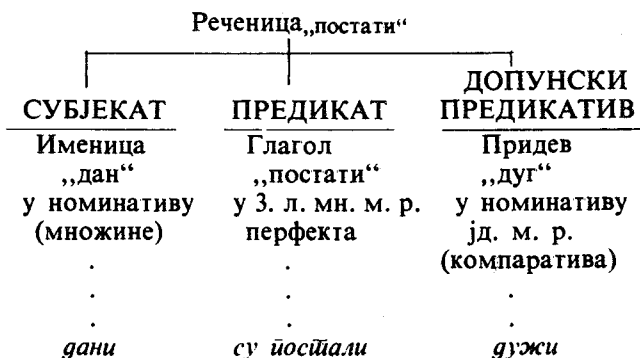 Реченица „постати“
СУБЈЕКАТ
Именица
„дан“
у номинативу
(множине)
.
.
.
дани
ПРЕДИКАТ
Глагол
„постати“
у 3. л. мн. м. р.
перфекта
.
.
.
су постали
ДОПУНСКИ
ПРЕДИКАТИВ
Придев
„дуг“
у номинативу
јд. м. р.
(компаратива)
.
.
.
дужи